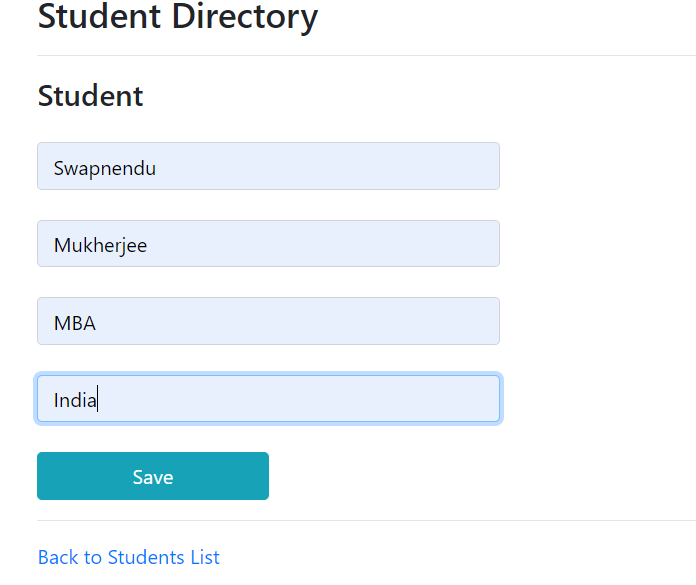 Student Directory
Student
Swapnendu
Mukherjee
MBA
India
Save
Back to Students List